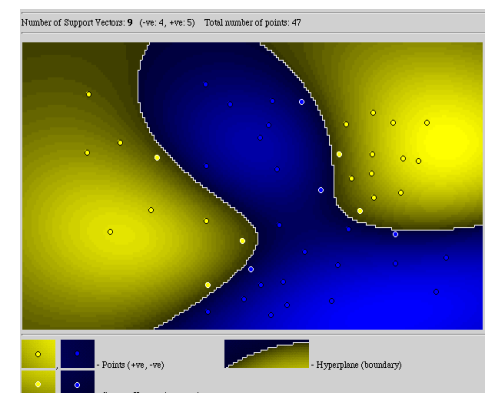 Number of Support Vectors: 9 (-ve: 4, +ve: 5) Total number of points: 47
, - Points (+ve, -ve)
- Hyperplane (boundary)